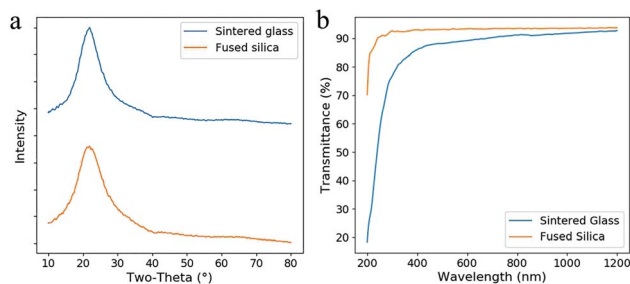 a
Sintered glass
Fused silica
Intensity
10 20 30 40 50 60 70 80
Two-Theta (°)
b
90
80
70
60
50
40
30
20
Transmittance (%)
Sintered Glass
Fused Silica
200 400 600 800 1000 1200
Wavelength (nm)